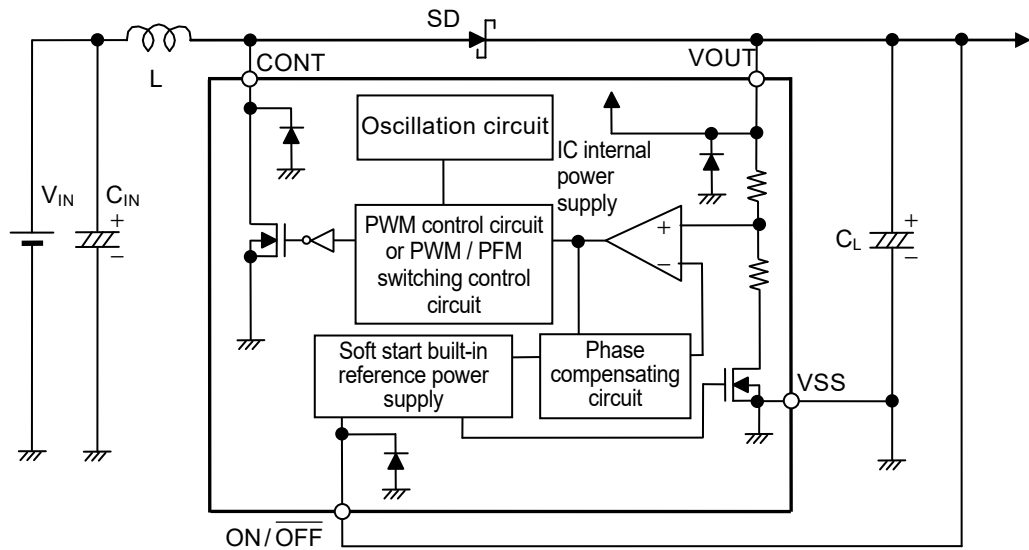 SD
CONT
VOUT
L
Oscillation circuit
IC internal
power
supply
VIN
CIN
+
−
PWM control circuit
or PWM / PFM
switching control
circuit
+
−
CL
+
−
Soft start built-in
reference power
supply
Phase
compensating
circuit
VSS
ON/OFF